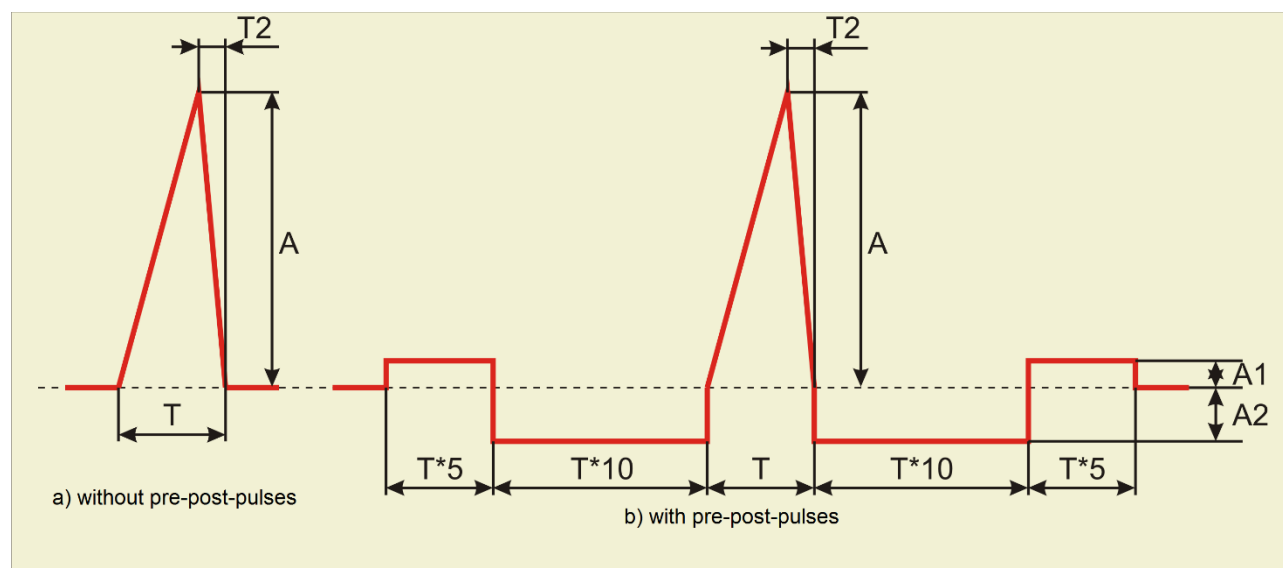 T2
T2
A
A
A1
A2
T
T*5
T*10
T
T*10
T*5
a) without pre-post-pulses
b) with pre-post-pulses